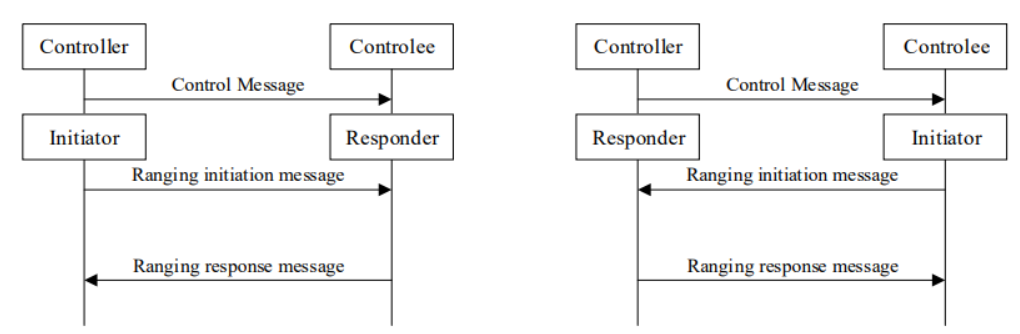 Controller
Controlee
Control Message
Initiator
Responder
Ranging initiation message
Ranging response message
Controller
Controlee
Control Message
Responder
Initiator
Ranging initiation message
Ranging response message